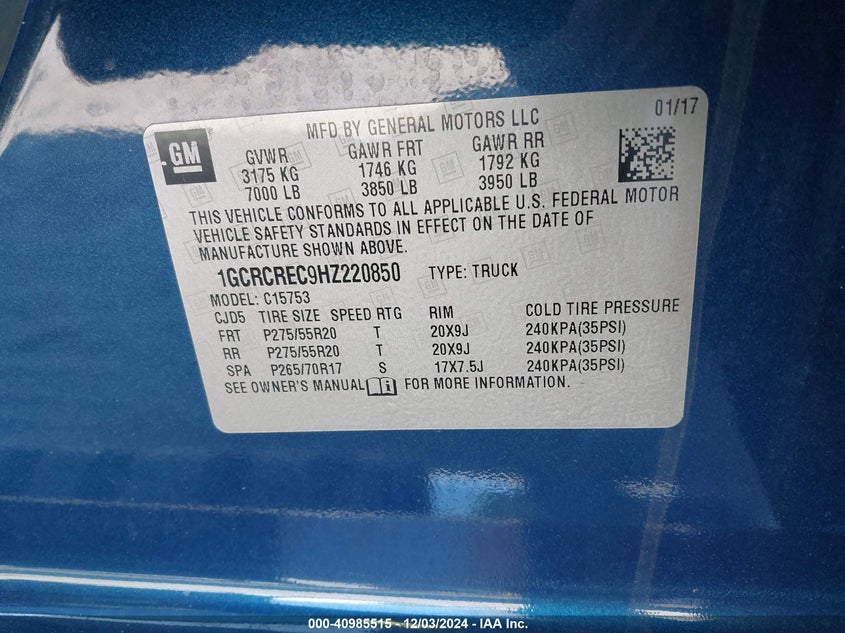 MFD BY GENERAL MOTORS LLC
01/17
GM
GVWR GAWR FRT GAWR RR
3175 KG 1746 KG 1792 KG
7000 LB 3850 LB 3950 LB
THIS VEHICLE CONFORMS TO ALL APPLICABLE U.S. FEDERAL MOTOR
VEHICLE SAFETY STANDARDS IN EFFECT ON THE DATE OF
MANUFACTURE SHOWN ABOVE.
1GCRCREC9HZ220850 TYPE: TRUCK
MODEL: C15753
CJD5 TIRE SIZE SPEED RTG RIM COLD TIRE PRESSURE
FRT P275/55R20 T 20X9J 240KPA(35PSI)
RR P275/55R20 T 20X9J 240KPA(35PSI)
SPA P265/70R17 S 17X7.5J 240KPA(35PSI)
SEE OWNER'S MANUAL FOR MORE INFORMATION.
000-40985515 - 12/03/2024 - IAA Inc.